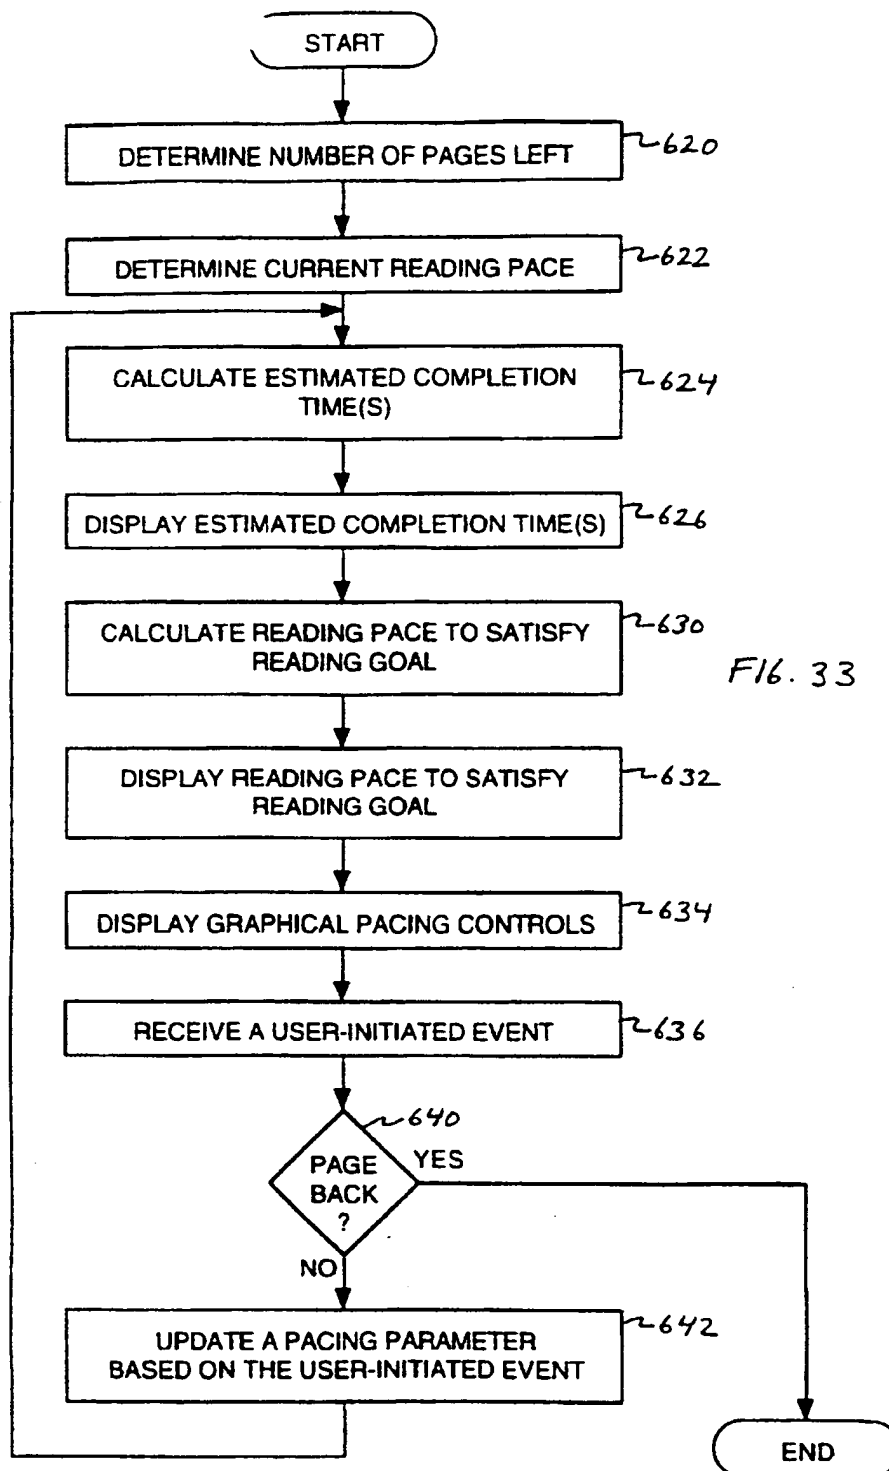 START
DETERMINE NUMBER OF PAGES LEFT
620
DETERMINE CURRENT READING PACE
622
CALCULATE ESTIMATED COMPLETION
TIME(S)
624
DISPLAY ESTIMATED COMPLETION TIME(S)
626
CALCULATE READING PACE TO SATISFY
READING GOAL
630
FIG. 33
DISPLAY READING PACE TO SATISFY
READING GOAL
632
DISPLAY GRAPHICAL PACING CONTROLS
634
RECEIVE A USER-INITIATED EVENT
636
640
PAGE
BACK
?
YES
NO
UPDATE A PACING PARAMETER
BASED ON THE USER-INITIATED EVENT
642
END